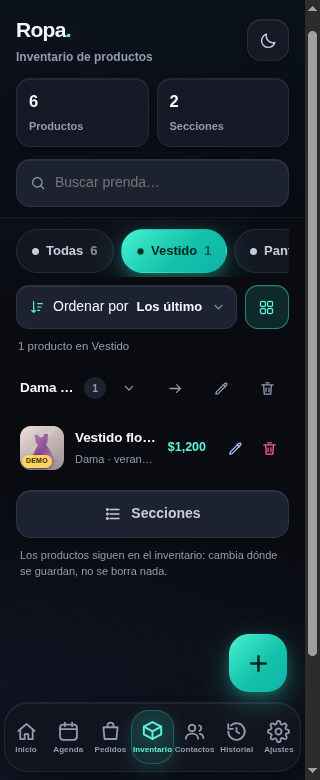 Ropa.
Inventario de productos
6
Productos
2
Secciones
Buscar prenda…
Todas 6
Vestido 1
Pant
Ordenar por Los último
1 producto en Vestido
Dama ... 1
Vestido flo...
$1,200
DEMO
Dama · veran...
Secciones
Los productos siguen en el inventario: cambia dónde
se guardan, no se borra nada.
Inicio
Agenda
Pedidos
Inventario
Contactos
Historial
Ajustes